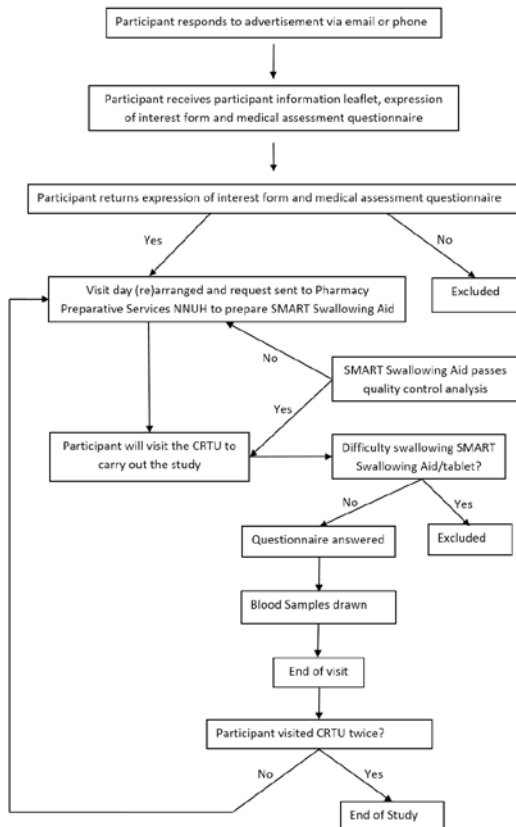 Participant responds to advertisement via email or phone
Participant receives participant information leaflet, expression
of interest form and medical assessment questionnaire
Participant returns expression of interest form and medical assessment questionnaire
Yes
No
Visit day (re)arranged and request sent to Pharmacy
Preparative Services NNUH to prepare SMART Swallowing Aid
Excluded
No
SMART Swallowing Aid passes
quality control analysis
Yes
Participant will visit the CRTU to
carry out the study
Difficulty swallowing SMART
Swallowing Aid/tablet?
No
Yes
Questionnaire answered
Excluded
Blood Samples drawn
End of visit
Participant visited CRTU twice?
No
Yes
End of Study